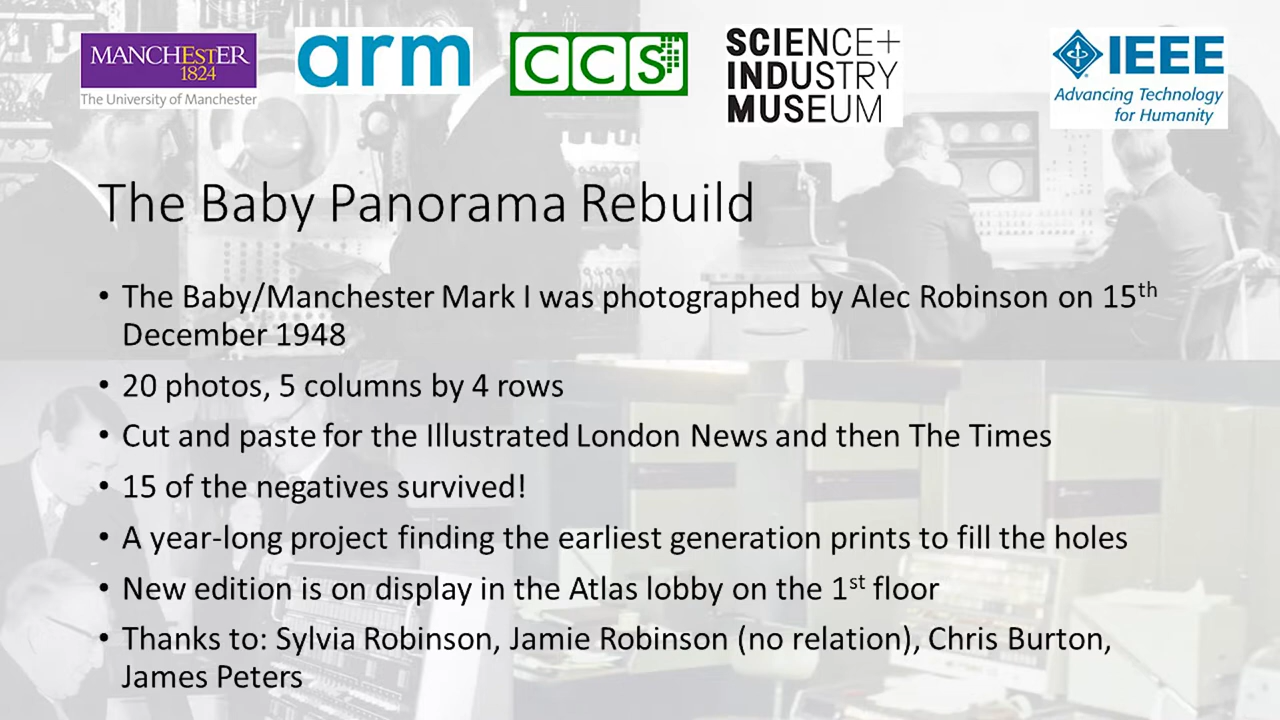 MANCHESTER
1824
The University of Manchester
arm
CCS
SCIENCE+
INDUSTRY
MUSEUM
IEEE
Advancing Technology
for Humanity
The Baby Panorama Rebuild
• The Baby/Manchester Mark I was photographed by Alec Robinson on 15th
December 1948
• 20 photos, 5 columns by 4 rows
• Cut and paste for the Illustrated London News and then The Times
• 15 of the negatives survived!
• A year-long project finding the earliest generation prints to fill the holes
• New edition is on display in the Atlas lobby on the 1st floor
• Thanks to: Sylvia Robinson, Jamie Robinson (no relation), Chris Burton,
James Peters